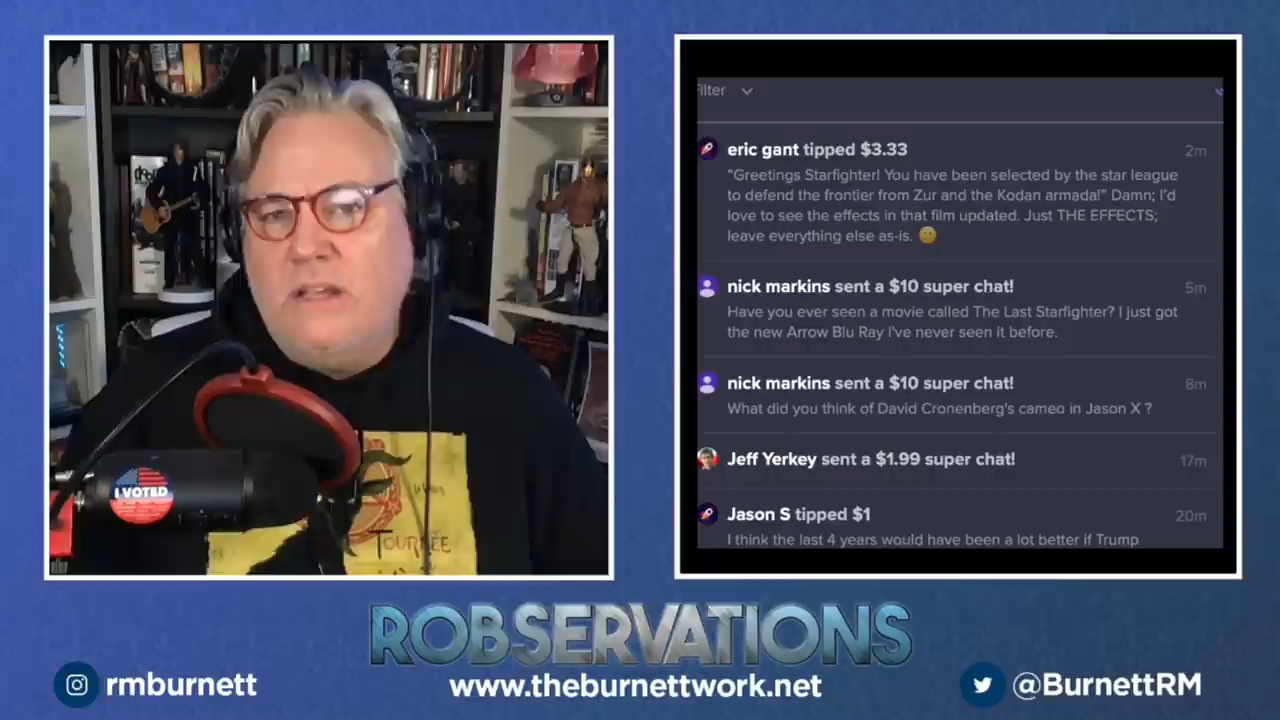 I VOTED
TOURNÉE
Filter
eric gant tipped $3.33
2m
“Greetings Starfighter! You have been selected by the star league
to defend the frontier from Zur and the Kodan armada!” Damn; I’d
love to see the effects in that film updated. Just THE EFFECTS;
leave everything else as-is. 😬
nick markins sent a $10 super chat!
5m
Have you ever seen a movie called The Last Starfighter? I just got
the new Arrow Blu Ray I’ve never seen it before.
nick markins sent a $10 super chat!
8m
What did you think of David Cronenberg’s cameo in Jason X ?
Jeff Yerkey sent a $1.99 super chat!
17m
Jason S tipped $1
20m
I think the last 4 years would have been a lot better if Trump
ROBSERVATIONS
rmburnett
www.theburnettwork.net
@BurnettRM